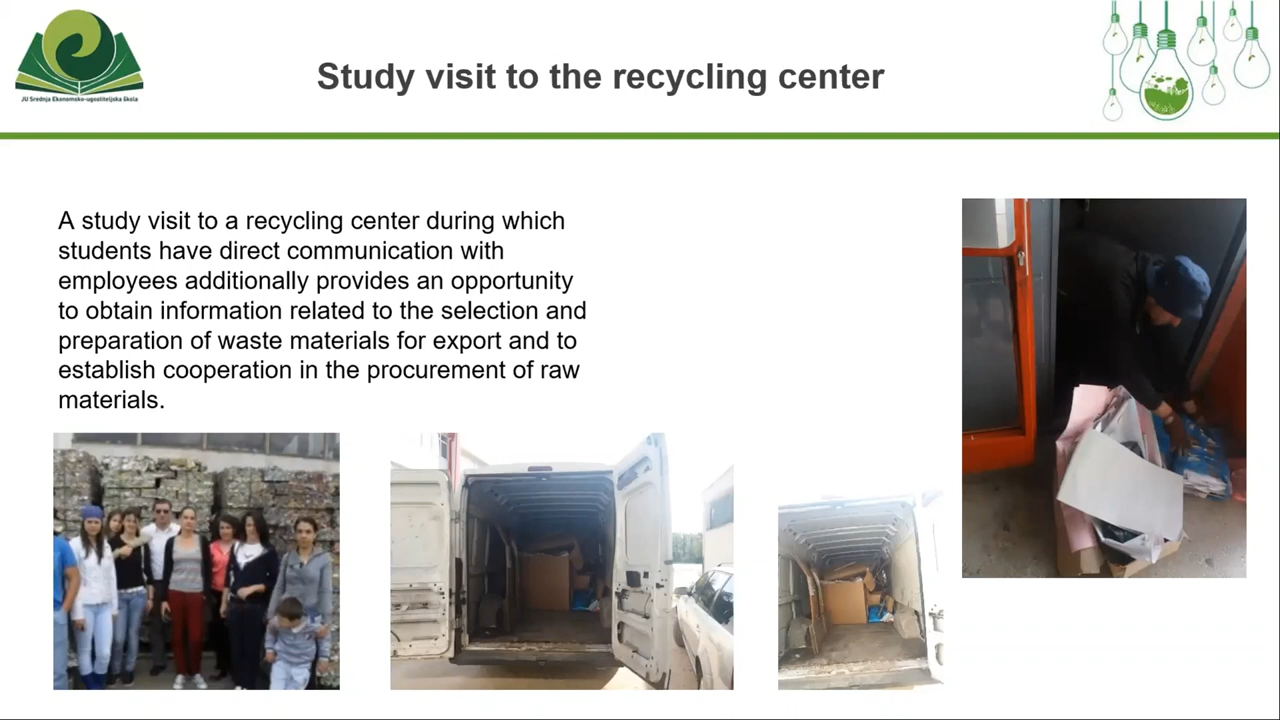 JU Srednja Ekonomsko-ugostiteljska škola
Study visit to the recycling center
A study visit to a recycling center during which
students have direct communication with
employees additionally provides an opportunity
to obtain information related to the selection and
preparation of waste materials for export and to
establish cooperation in the procurement of raw
materials.